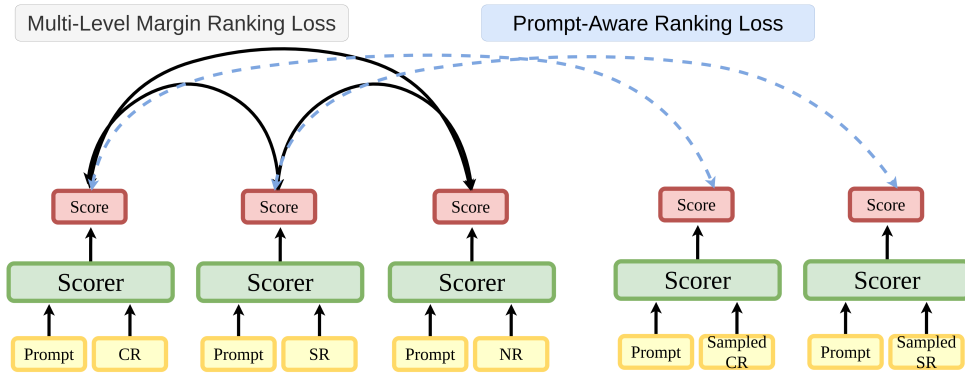 Multi-Level Margin Ranking Loss
Prompt-Aware Ranking Loss
Score
Score
Score
Score
Score
Scorer
Scorer
Scorer
Scorer
Scorer
Prompt
CR
Prompt
SR
Prompt
NR
Prompt
Sampled
CR
Prompt
Sampled
SR